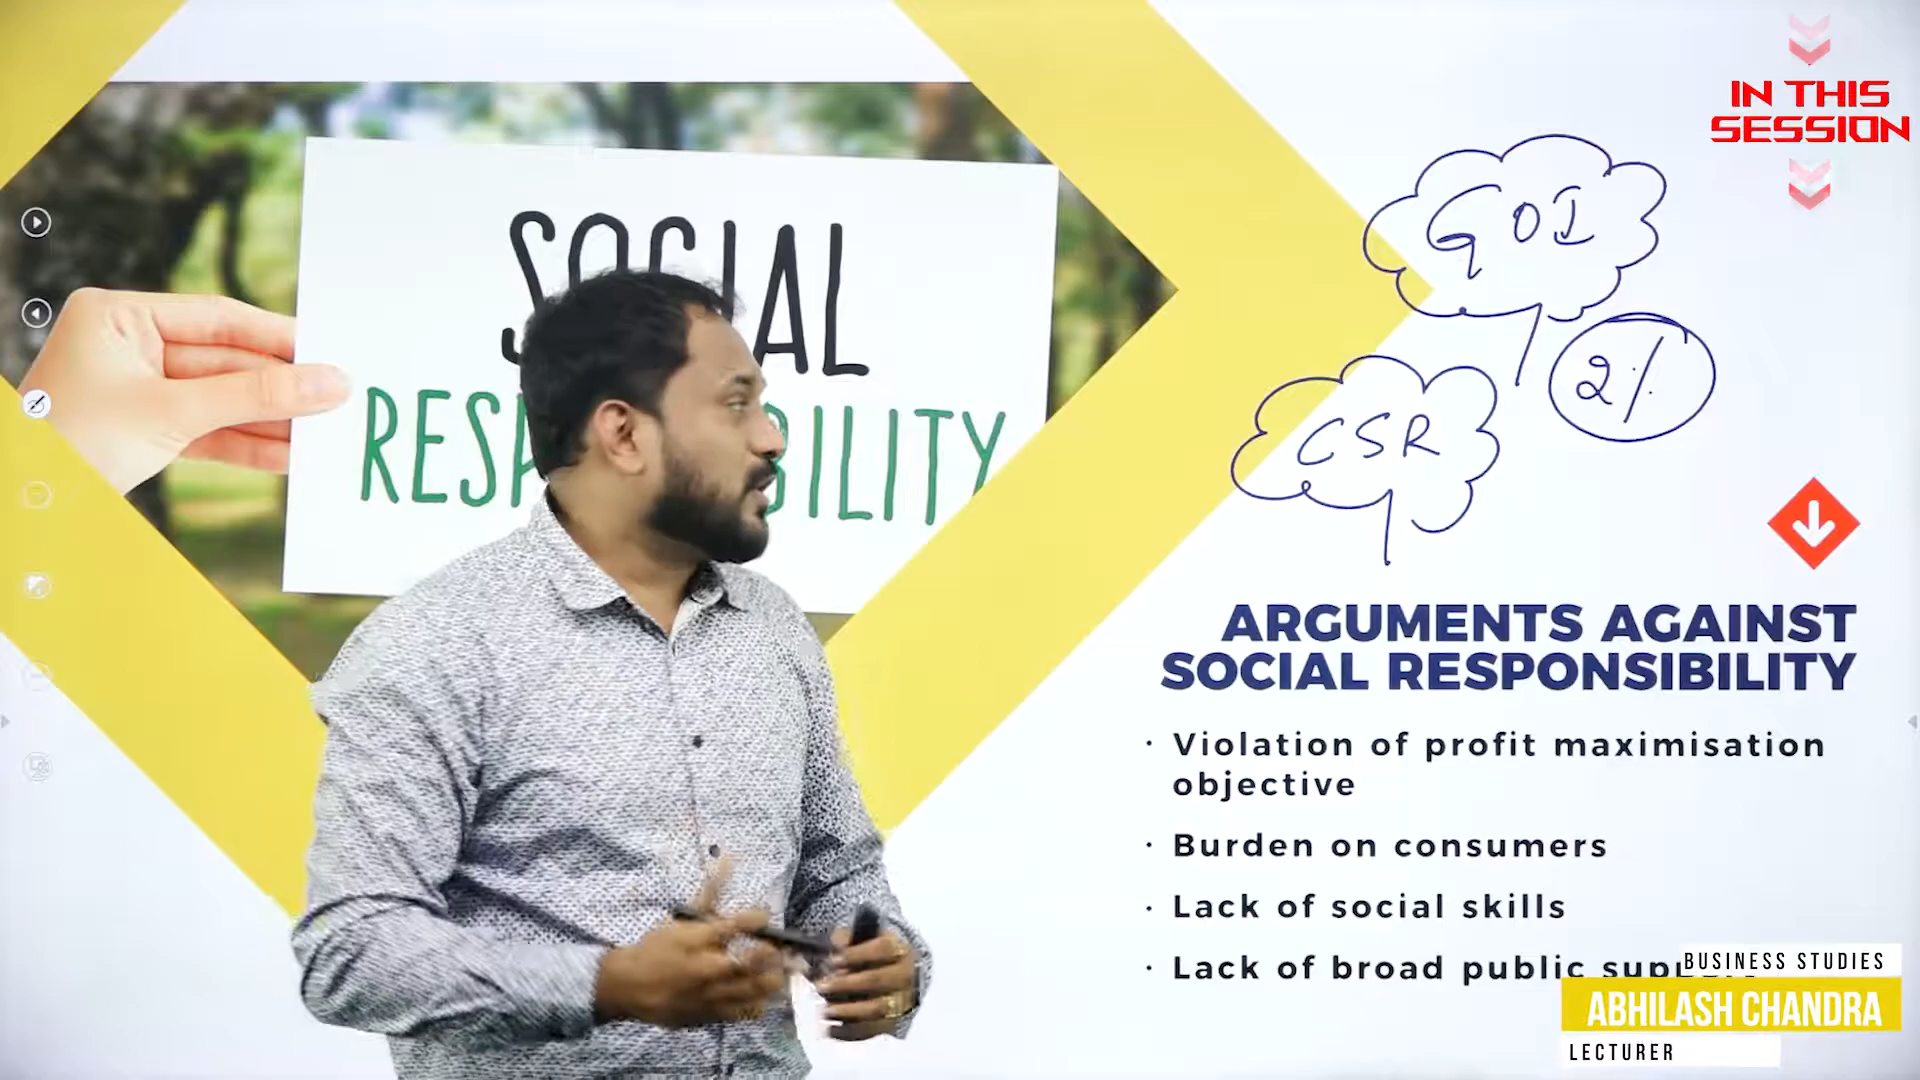 IN THIS
SESSION
SOCIAL
GOI
2%
CSR
ARGUMENTS AGAINST
SOCIAL RESPONSIBILITY
· Violation of profit maximisation
objective
· Burden on consumers
· Lack of social skills
· Lack of broad public
BUSINESS STUDIES
ABHILASH CHANDRA
LECTURER